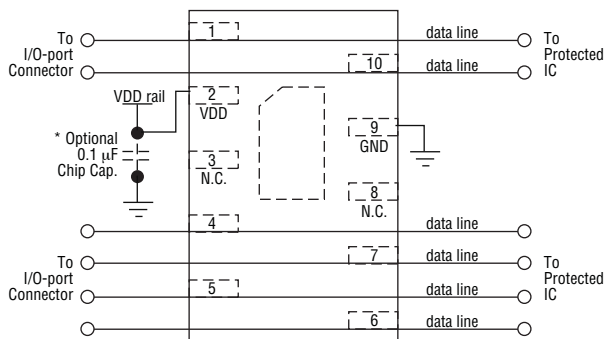 To
I/O-port
Connector
1
data line
To
Protected
IC
10
data line
VDD rail
2
VDD
* Optional
0.1 µF
Chip Cap.
9
GND
3
N.C.
8
N.C.
4
data line
To
I/O-port
Connector
7
data line
To
Protected
IC
5
data line
6
data line